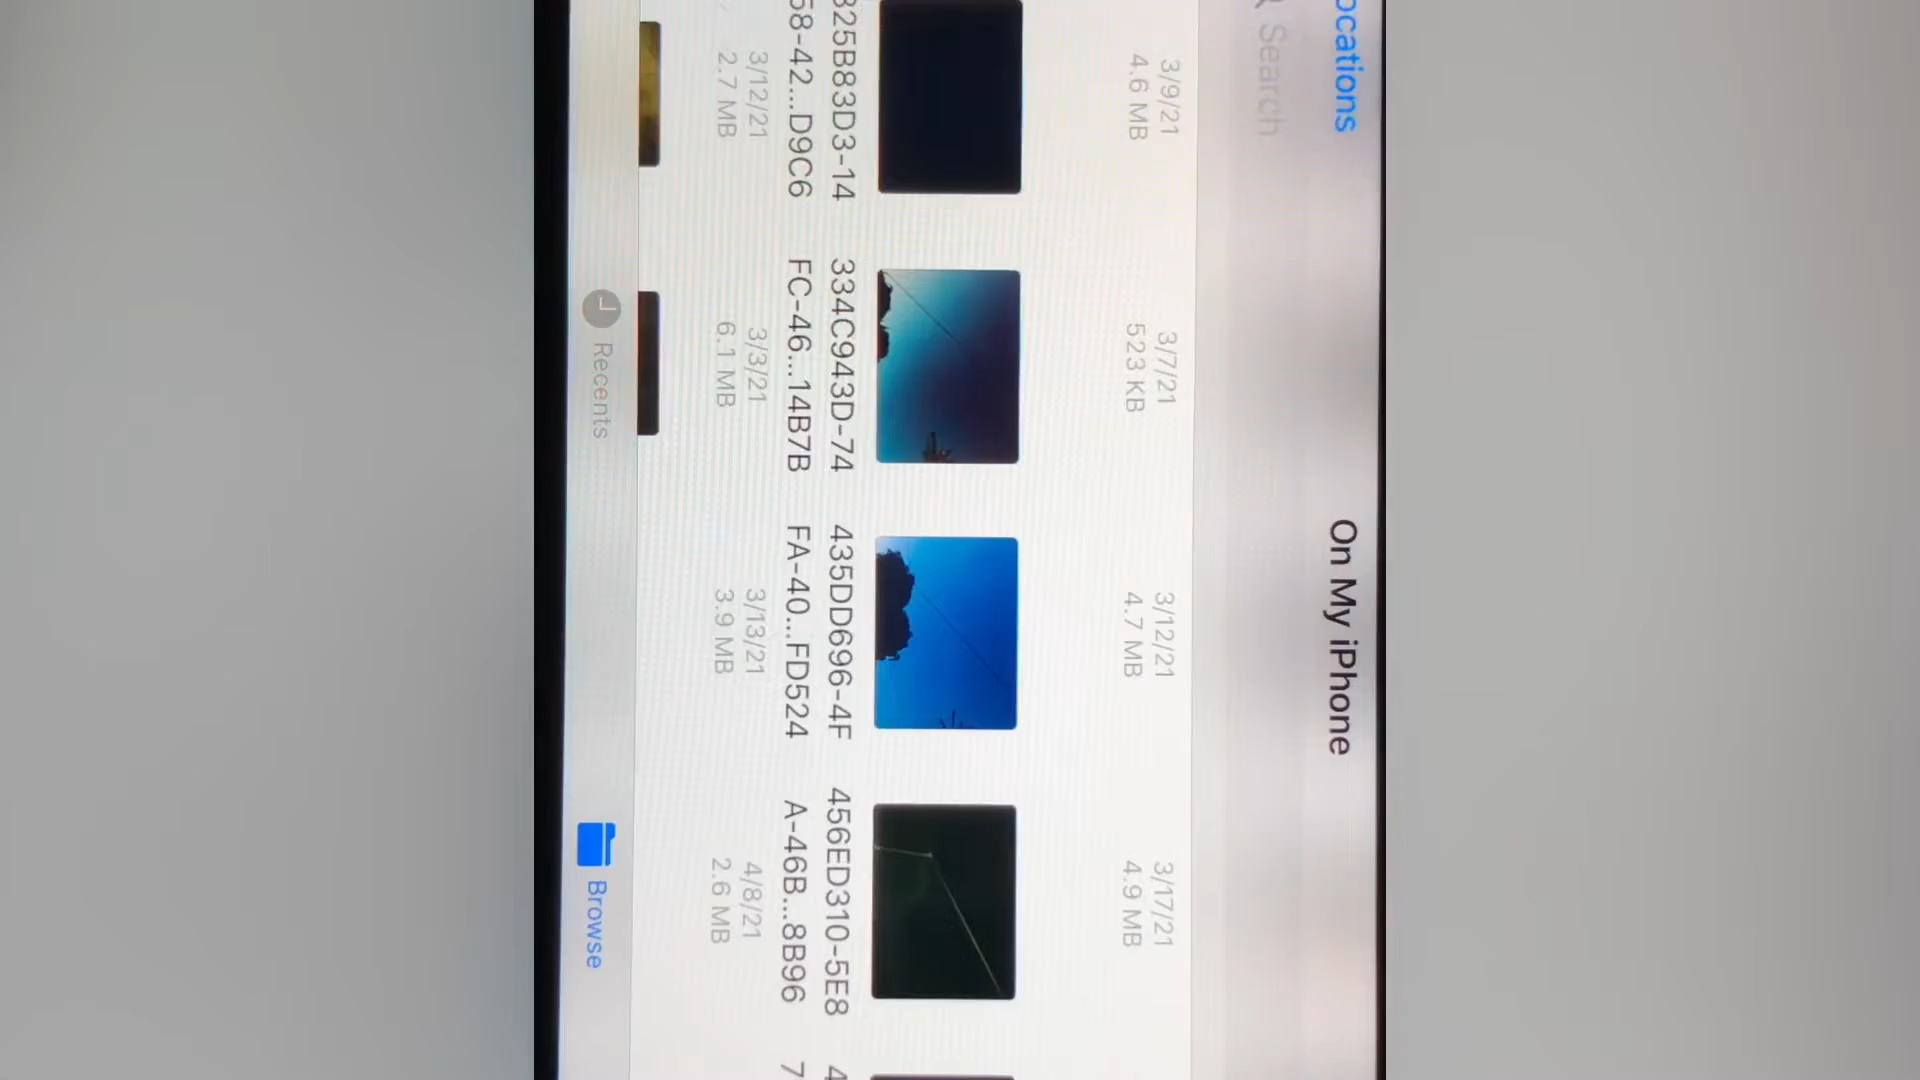 ocations
On My iPhone
Search
3/9/21
4.6 MB
3/7/21
523 KB
3/12/21
4.7 MB
3/17/21
4.9 MB
325B83D3-14
58-42...D9C6
3/12/21
2.7 MB
334C943D-74
FC-46...14B7B
3/3/21
6.1 MB
435DD696-4F
FA-40...FD524
3/13/21
3.9 MB
456ED310-5E8
A-46B...8B96
4/8/21
2.6 MB
4
7
Recents
Browse